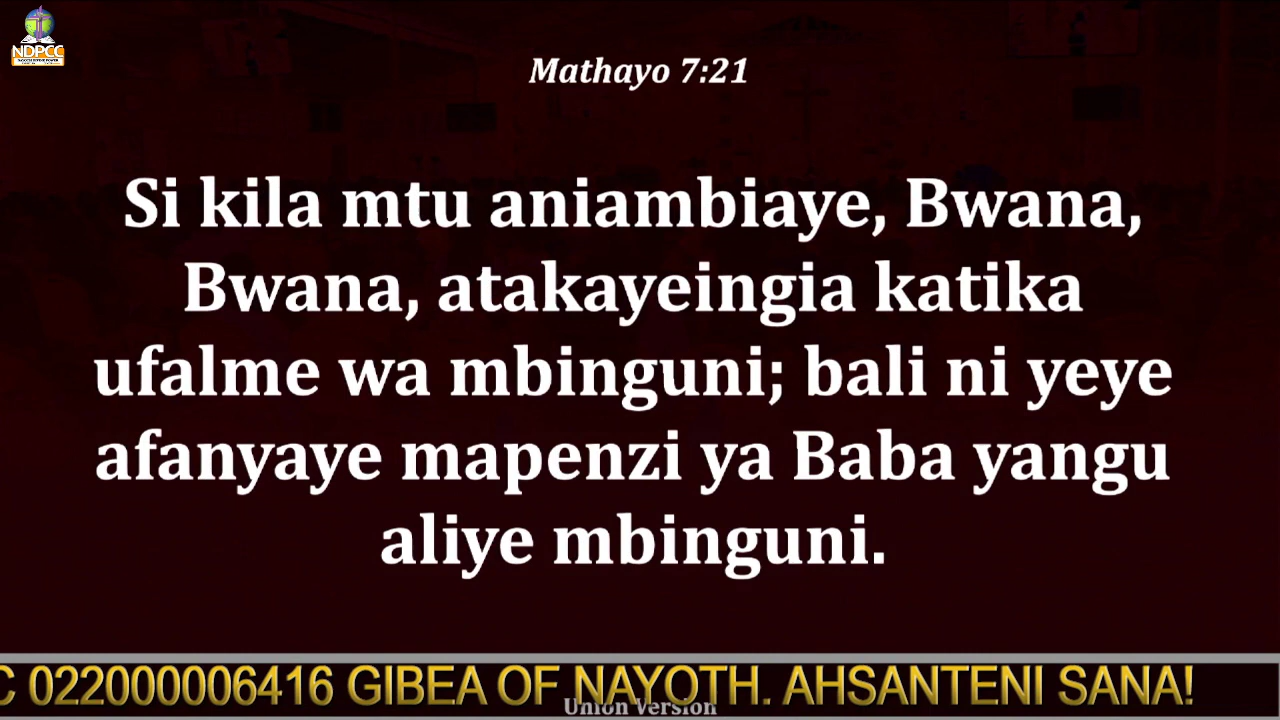 NDPCC
Mathayo 7:21
Si kila mtu aniambiaye, Bwana,
Bwana, atakayeingia katika
ufalme wa mbinguni; bali ni yeye
afanyaye mapenzi ya Baba yangu
aliye mbinguni.
C 022000006416 GIBEA OF NAYOTH. AHSANTENI SANA!
Union Version